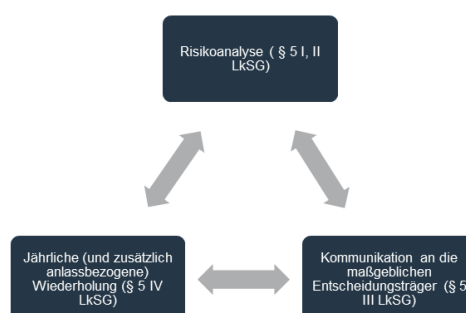 Risikoanalyse ( § 5 I, II
LkSG)
Jährliche (und zusätzlich
anlassbezogene)
Wiederholung (§ 5 IV
LkSG)
Kommunikation an die
maßgeblichen
Entscheidungsträger (§ 5
III LkSG)